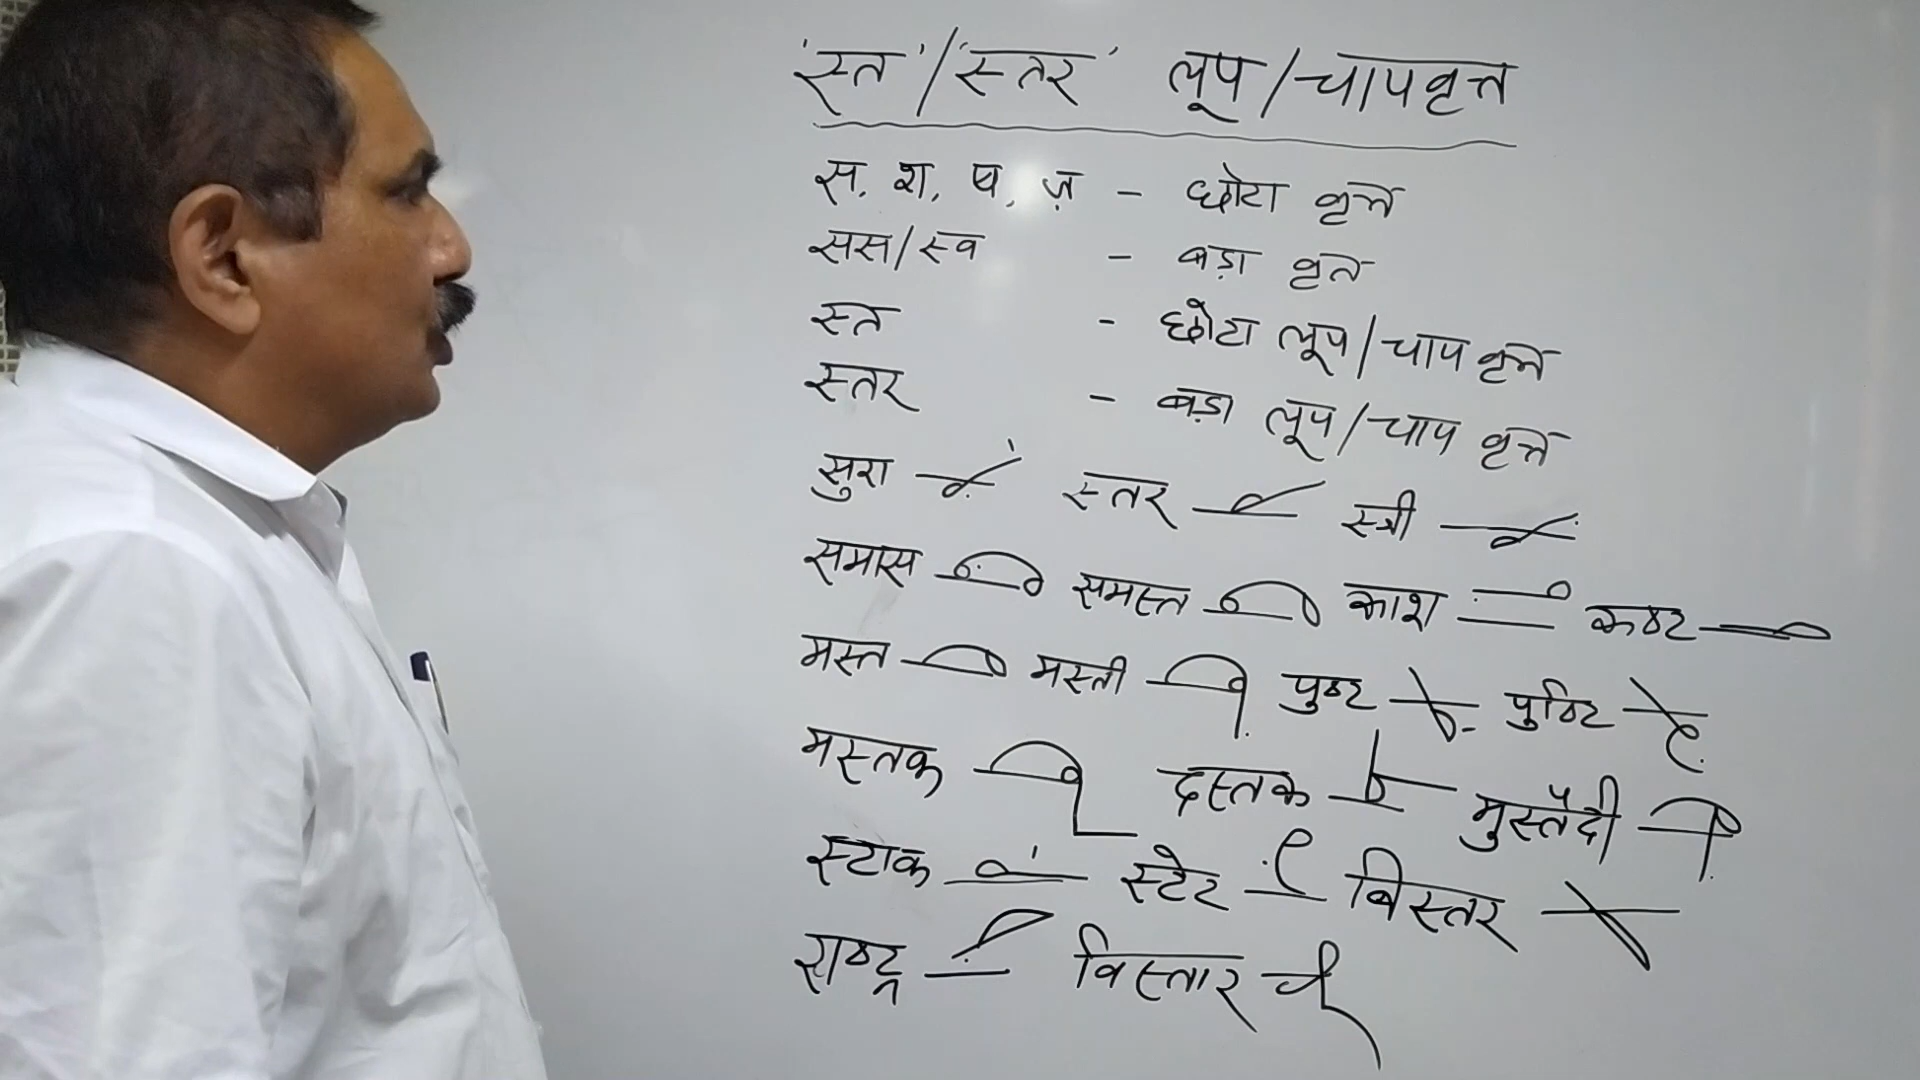 'स्त'/'स्तर' लूप/चापवृत्त
स, श, ष, ज़ - छोटा वृत्त
सस/स्व - बड़ा वृत
स्त - छोटा लूप/चाप वृत्त
स्तर - बड़ा लूप/चाप वृत्त
सुरा स्तर स्त्री
समास समस्त काश कष्ट
मस्त मस्ती पुष्ट पुष्टि
मस्तक दस्तक मुस्तैदी
स्टाक स्टेट बिस्तर
राष्ट्र विस्तार